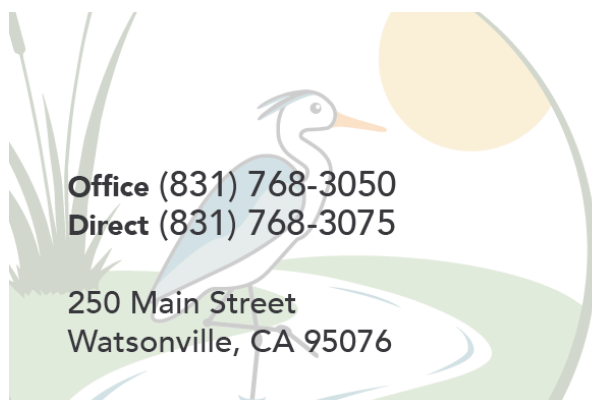 Office (831) 768-3050
Direct (831) 768-3075
250 Main Street
Watsonville, CA 95076